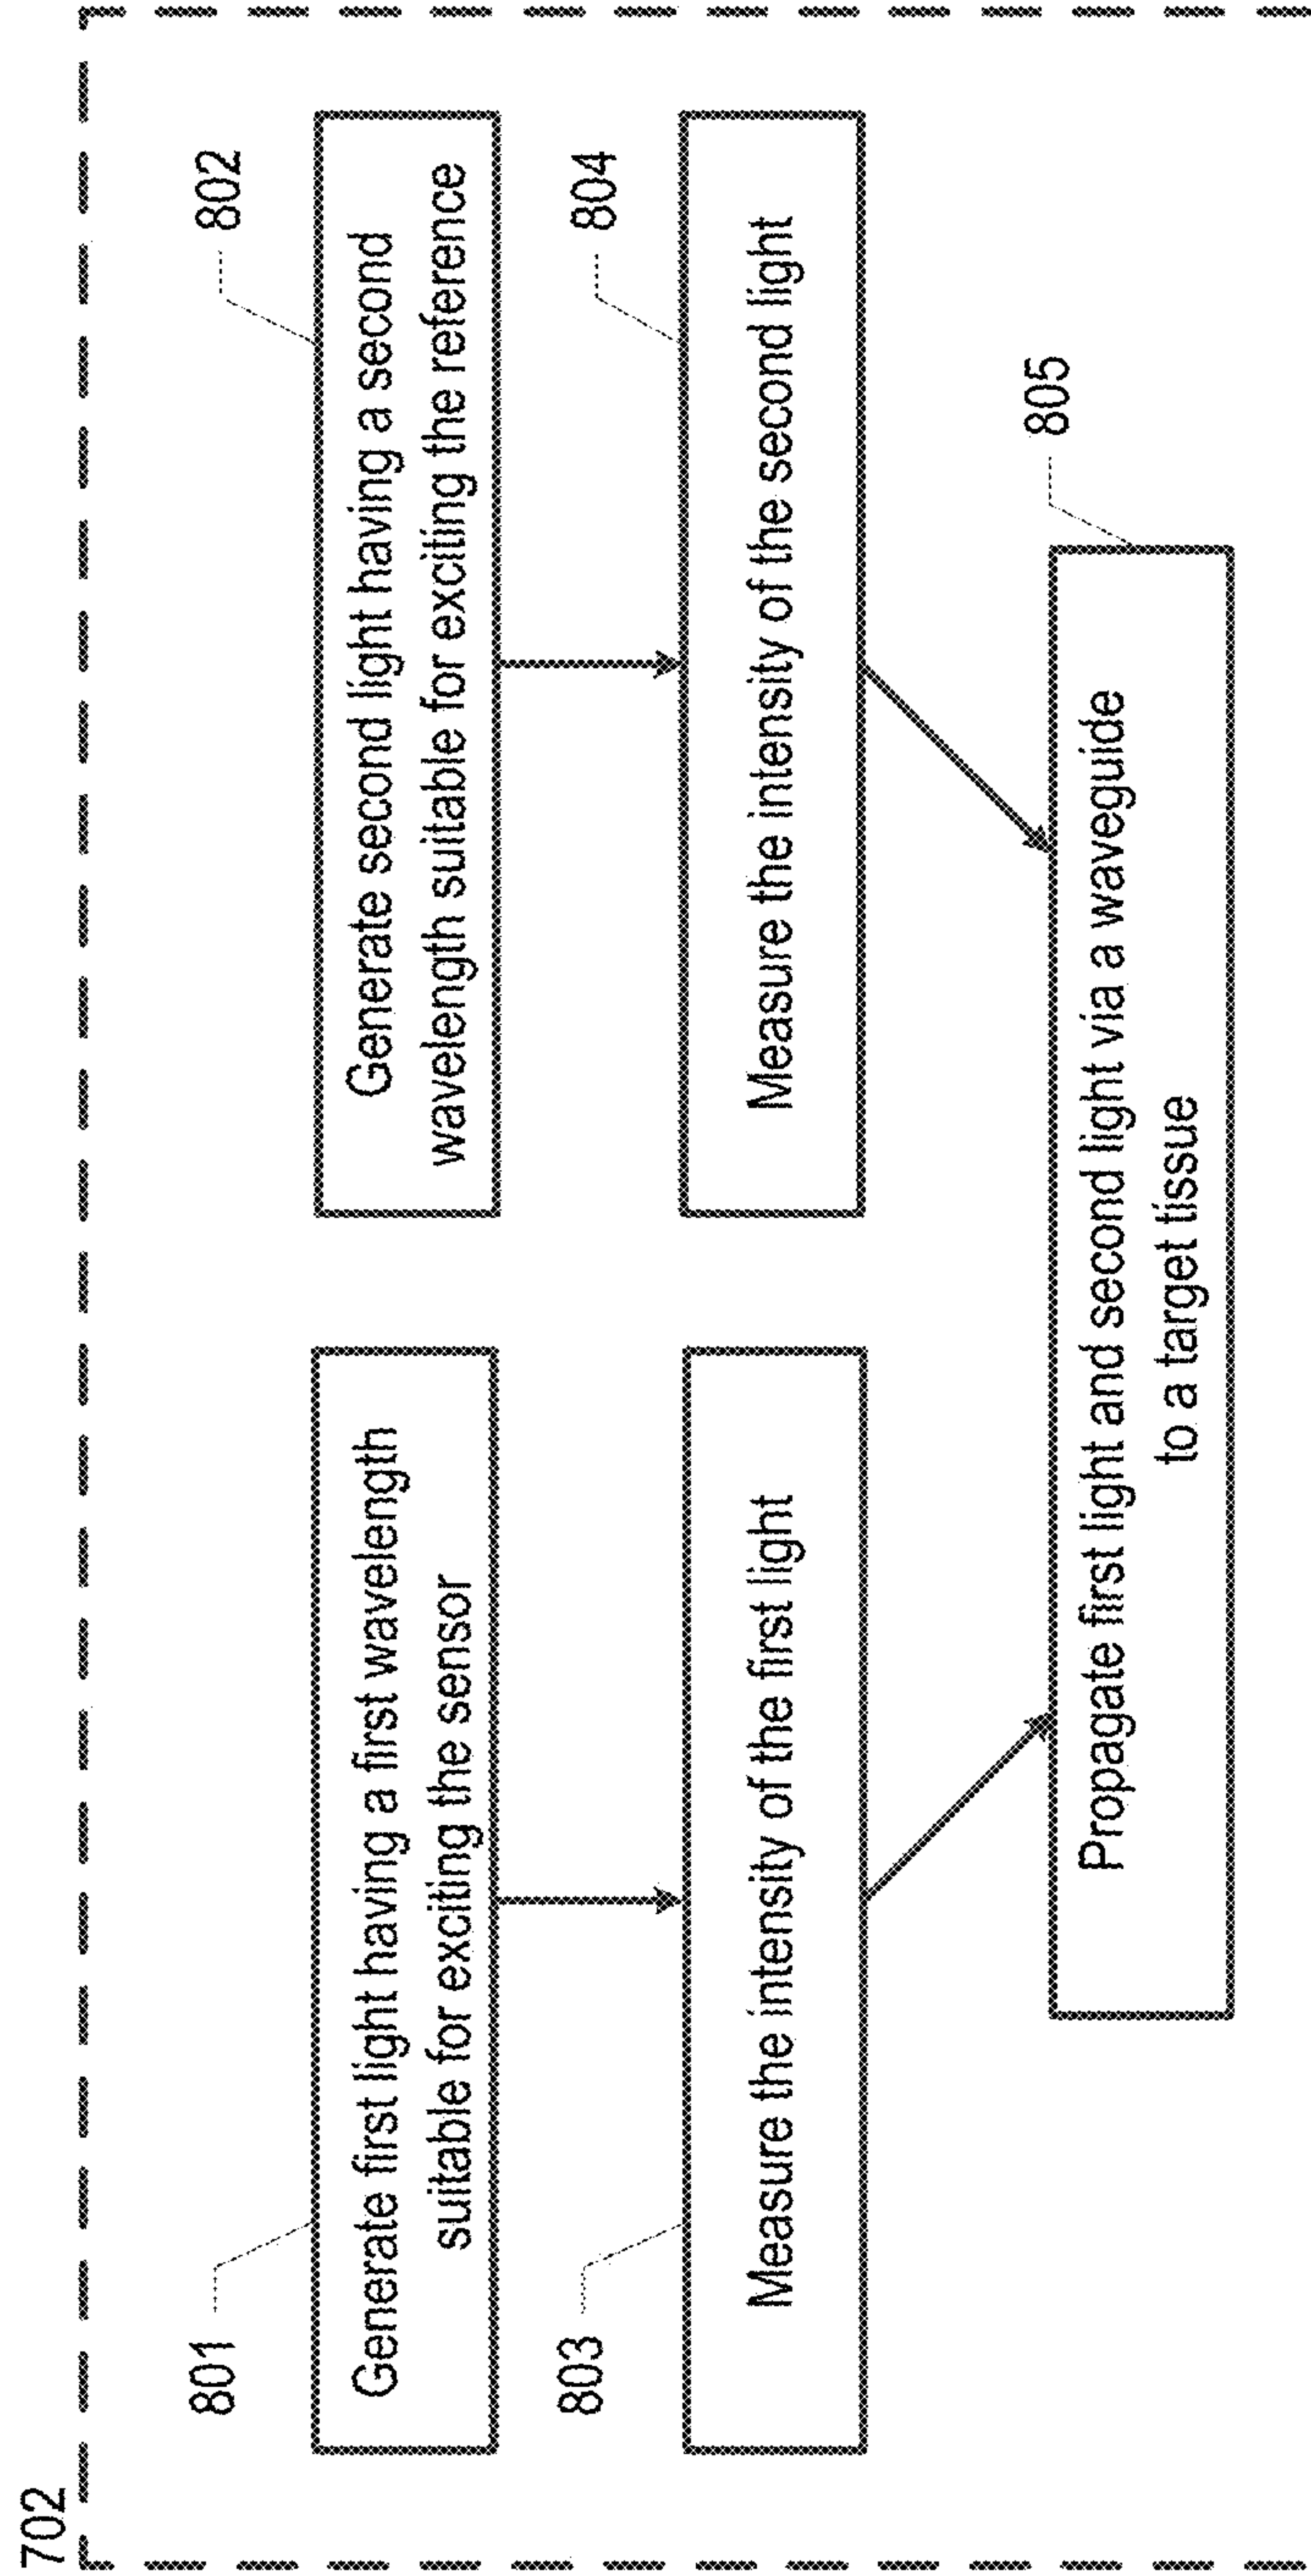 702
801
Generate first light having a first wavelength
suitable for exciting the sensor
802
Generate second light having a second
wavelength suitable for exciting the reference
803
Measure the intensity of the first light
804
Measure the intensity of the second light
805
Propagate first light and second light via a waveguide
to a target tissue